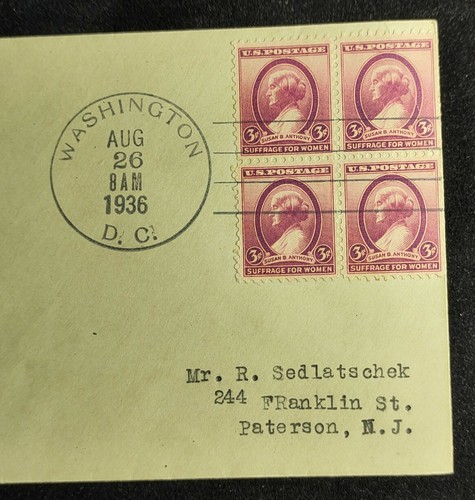 WASHINGTON
AUG
26
8AM
1936
D. C.
U.S. POSTAGE
3¢ SUSAN B. ANTHONY 3¢
SUFFRAGE FOR WOMEN
U.S. POSTAGE
3¢ SUSAN B. ANTHONY 3¢
SUFFRAGE FOR WOMEN
U.S. POSTAGE
3¢ SUSAN B. ANTHONY 3¢
SUFFRAGE FOR WOMEN
U.S. POSTAGE
3¢ SUSAN B. ANTHONY 3¢
SUFFRAGE FOR WOMEN
Mr. R. Sedlatschek
244 FRanklin St.
Paterson, N.J.